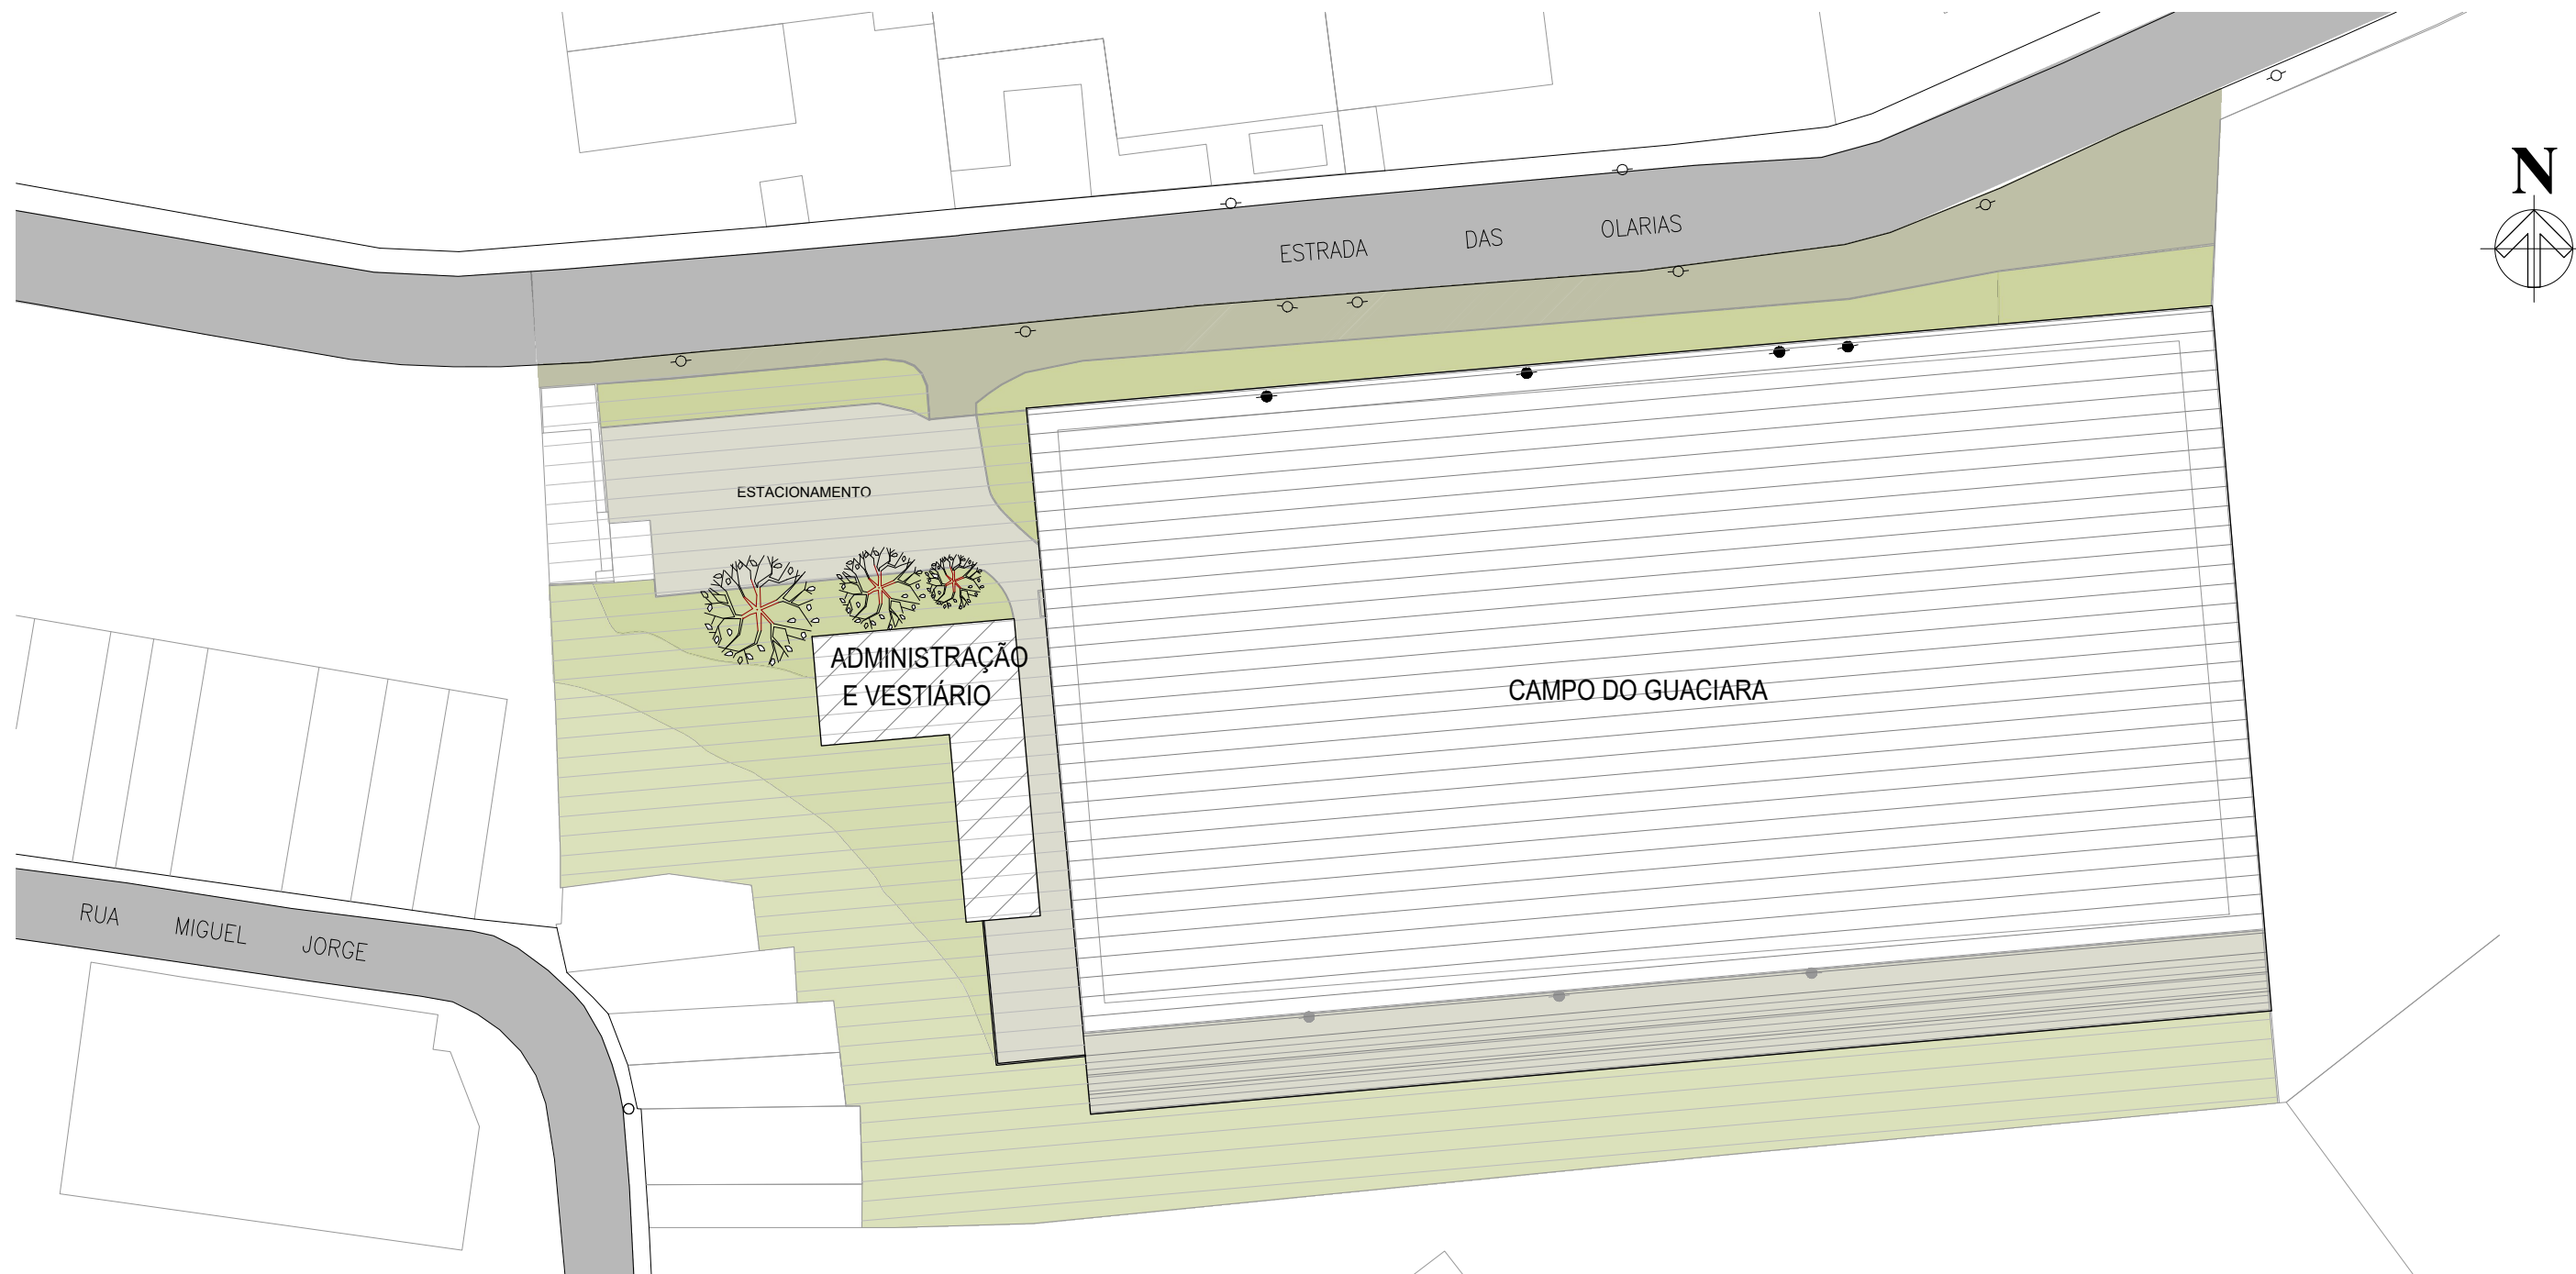 N
ESTRADA DAS OLARIAS
ESTACIONAMENTO
ADMINISTRAÇÃO
E VESTIÁRIO
CAMPO DO GUACIARA
RUA MIGUEL JORGE